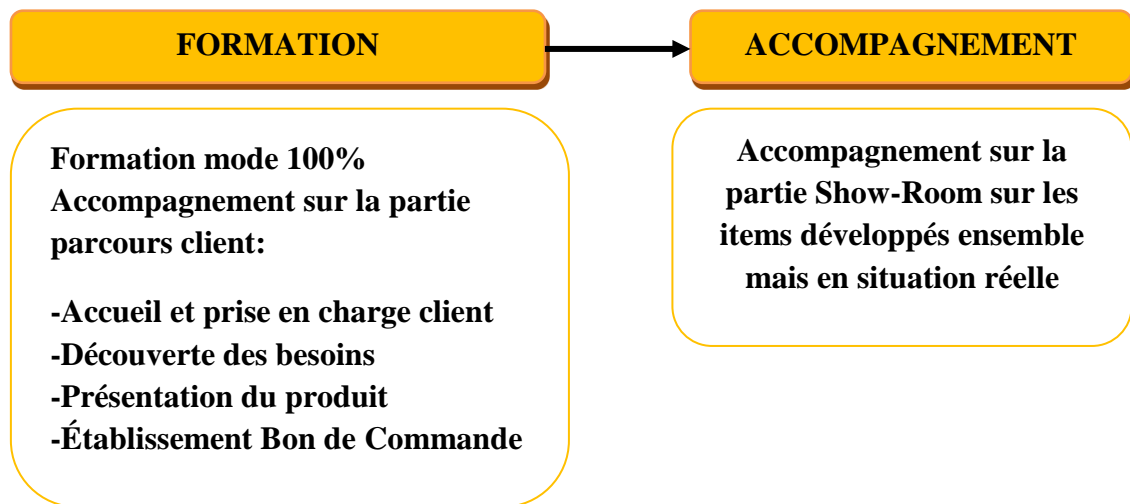 FORMATION
ACCOMPAGNEMENT
Formation mode 100%
Accompagnement sur la partie
parcours client:
-Accueil et prise en charge client
-Découverte des besoins
-Présentation du produit
-Établissement Bon de Commande
Accompagnement sur la
partie Show-Room sur les
items développés ensemble
mais en situation réelle